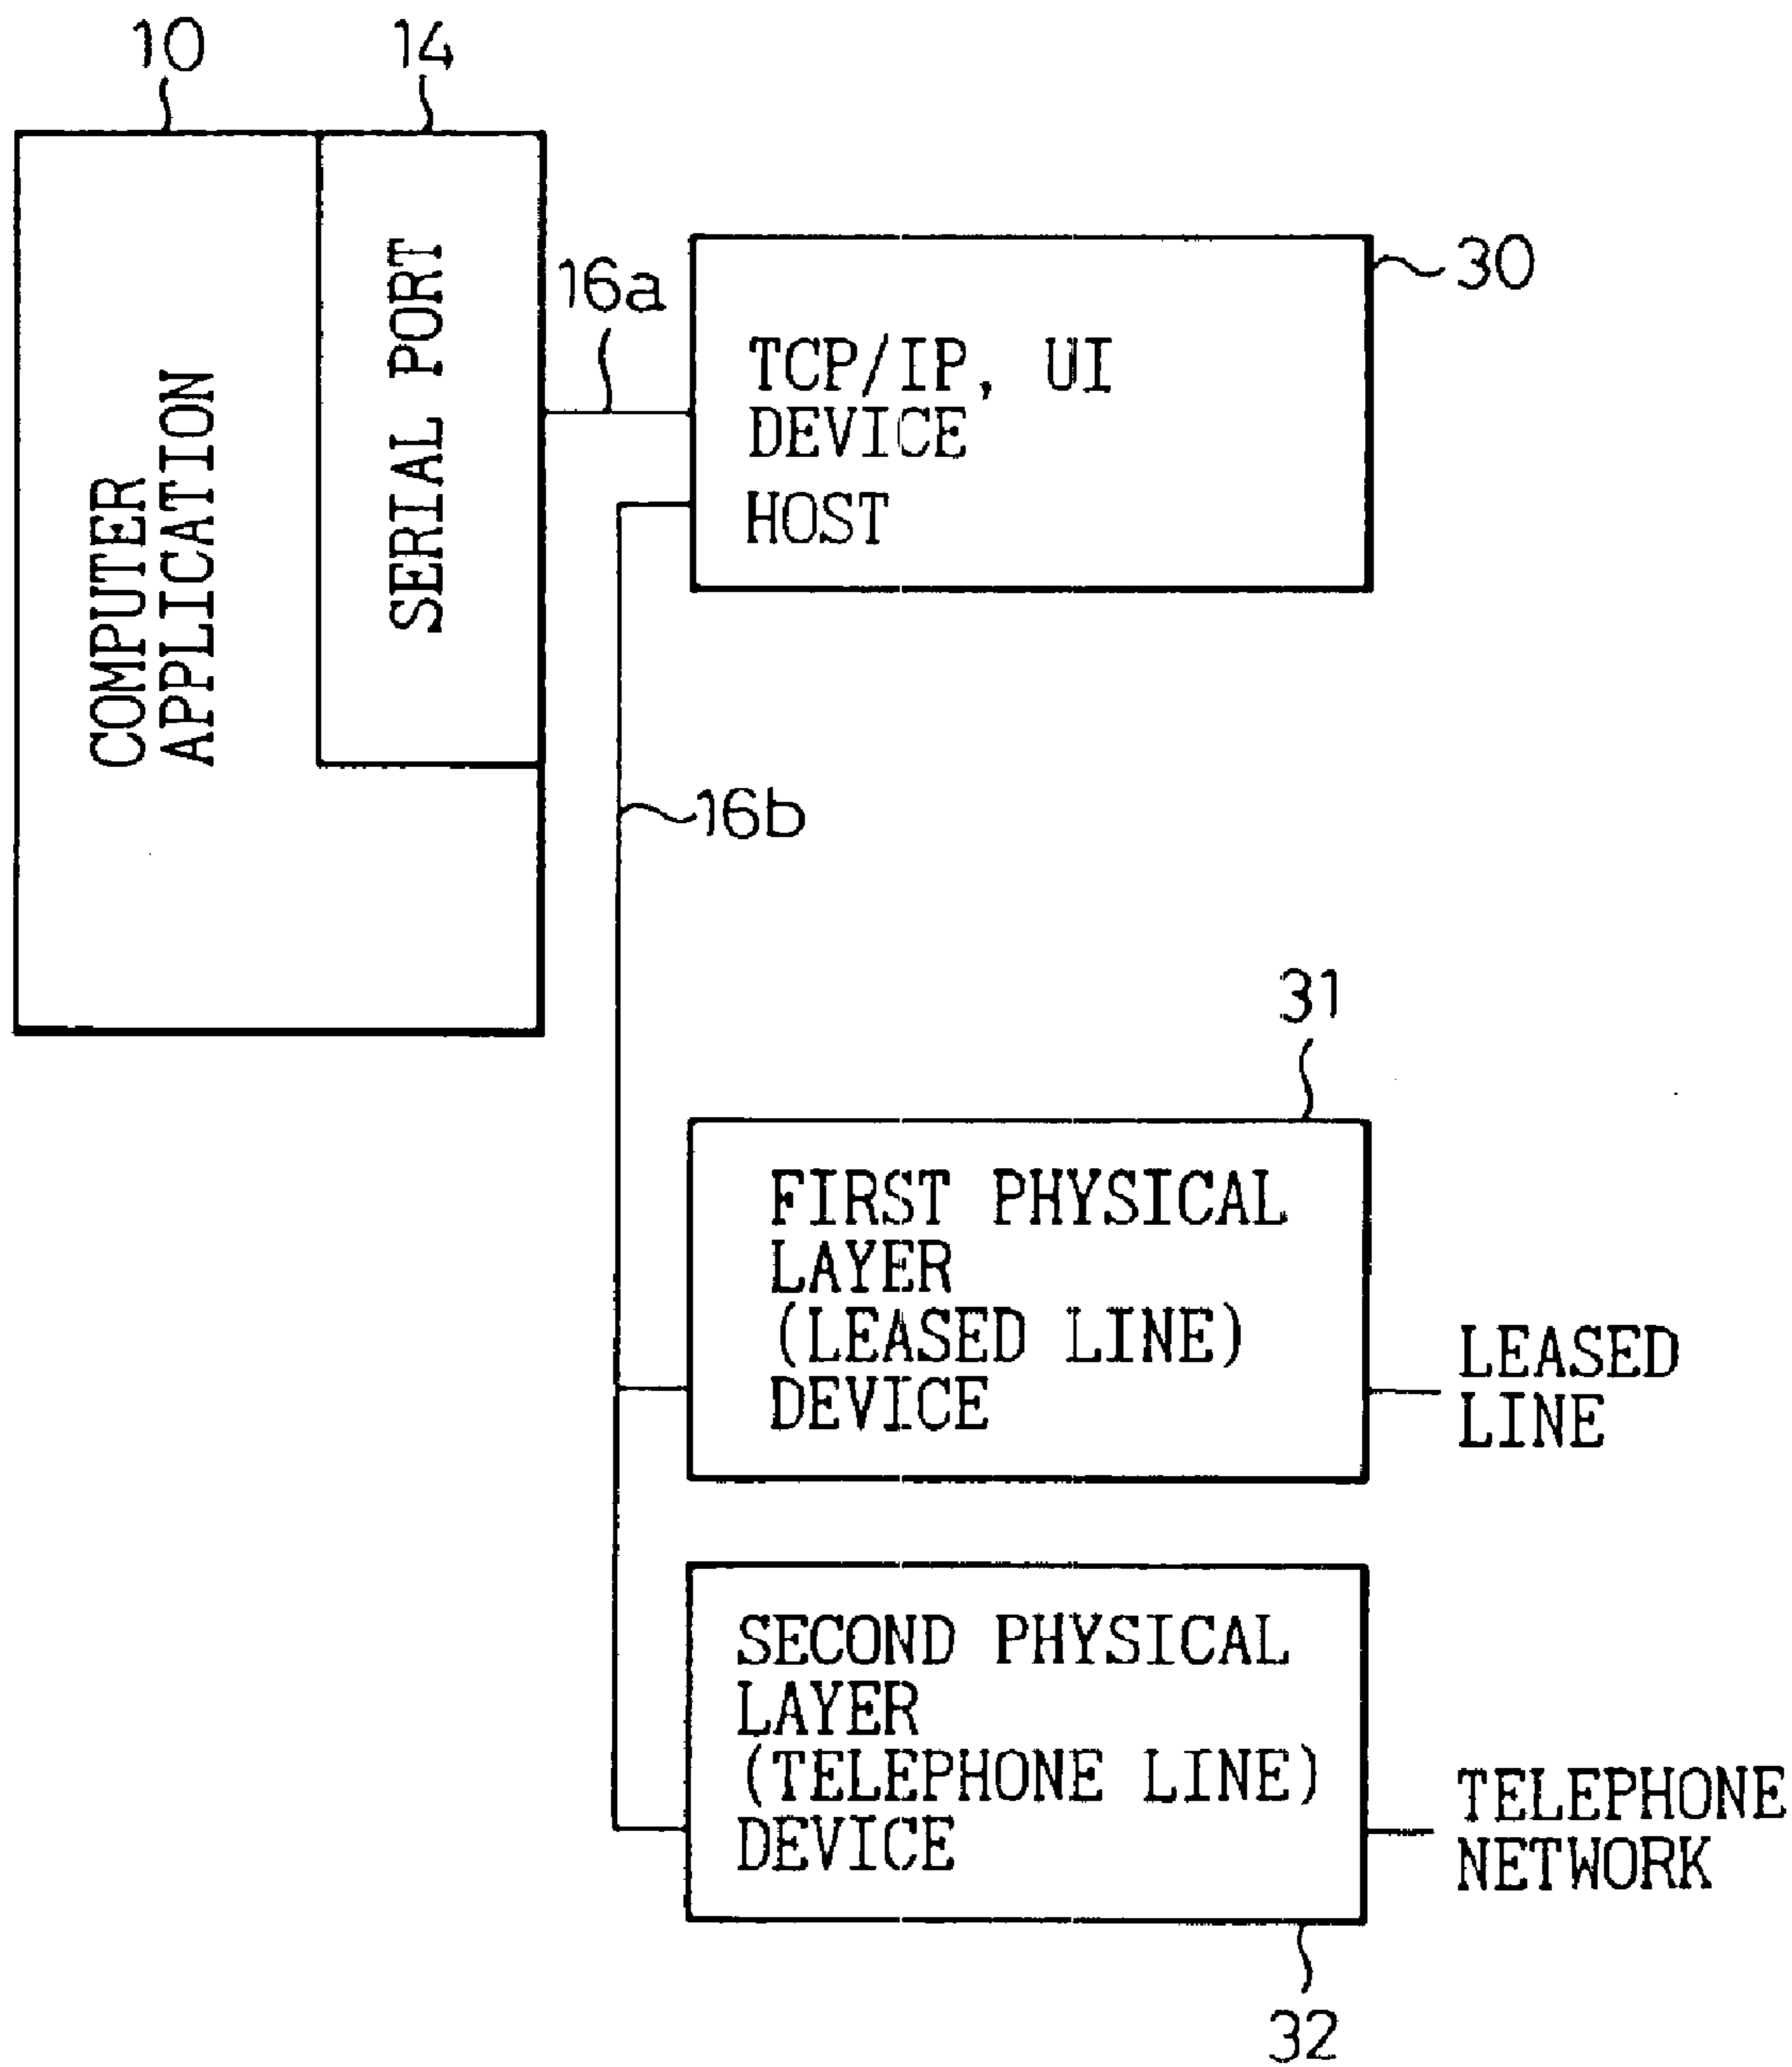 10
14
COMPUTER
APPLICATION
SERIAL PORT
16a
30
TCP/IP, UI
DEVICE
HOST
16b
31
FIRST PHYSICAL
LAYER
(LEASED LINE)
DEVICE
LEASED
LINE
SECOND PHYSICAL
LAYER
(TELEPHONE LINE)
DEVICE
TELEPHONE
NETWORK
32